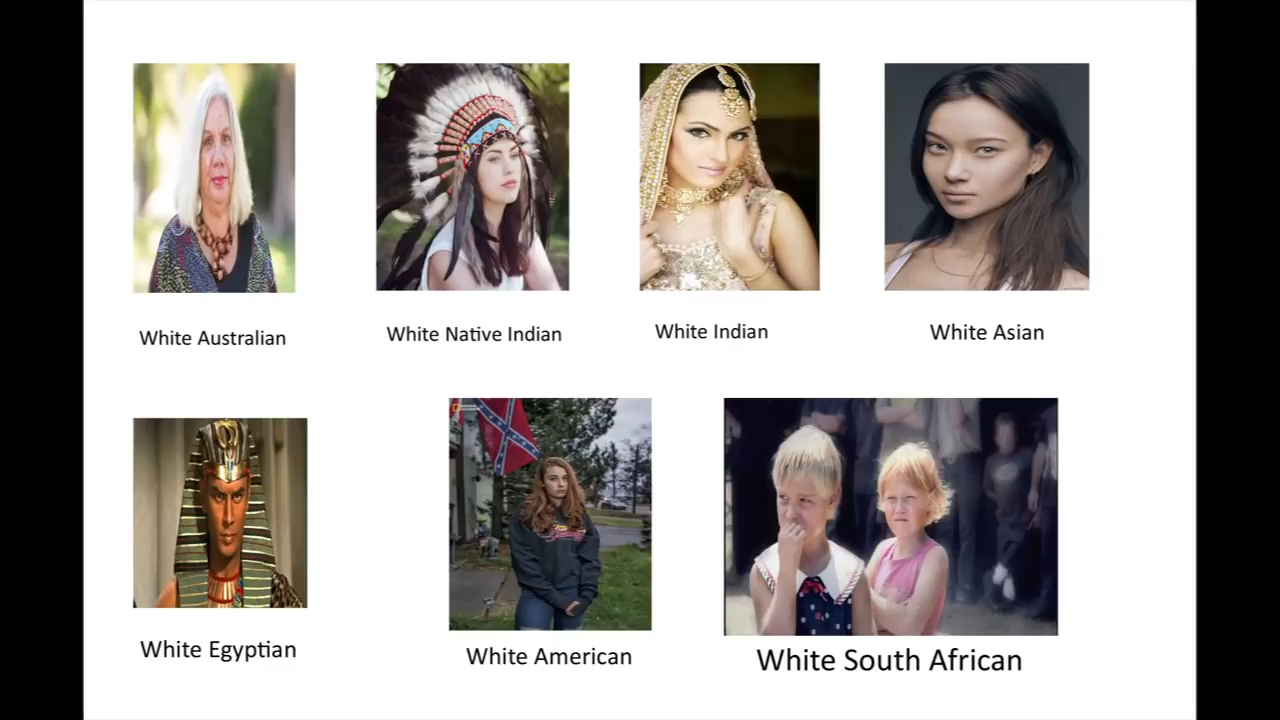 White Australian
White Native Indian
White Indian
White Asian
White Egyptian
White American
White South African